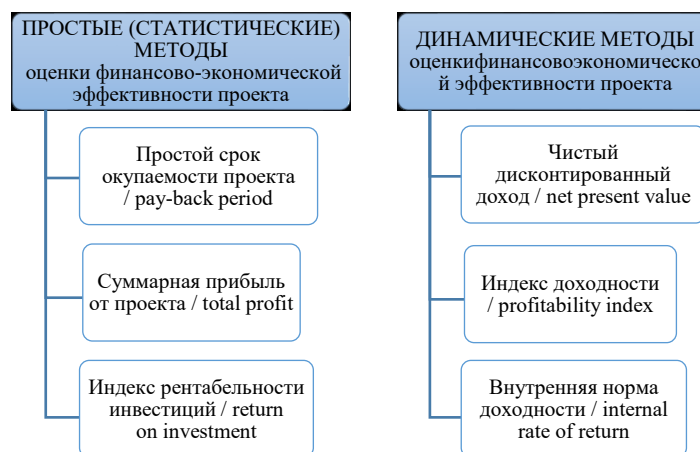 ПРОСТЫЕ (СТАТИСТИЧЕСКИЕ)
МЕТОДЫ
оценки финансово-экономической
эффективности проекта
Простой срок
окупаемости проекта
/ pay-back period
Суммарная прибыль
от проекта / total profit
Индекс рентабельности
инвестиций / return
on investment
ДИНАМИЧЕСКИЕ МЕТОДЫ
оценкифинансовоэкономическо
й эффективности проекта
Чистый
дисконтированный
доход / net present value
Индекс доходности
/ profitability index
Внутренняя норма
доходности / internal
rate of return